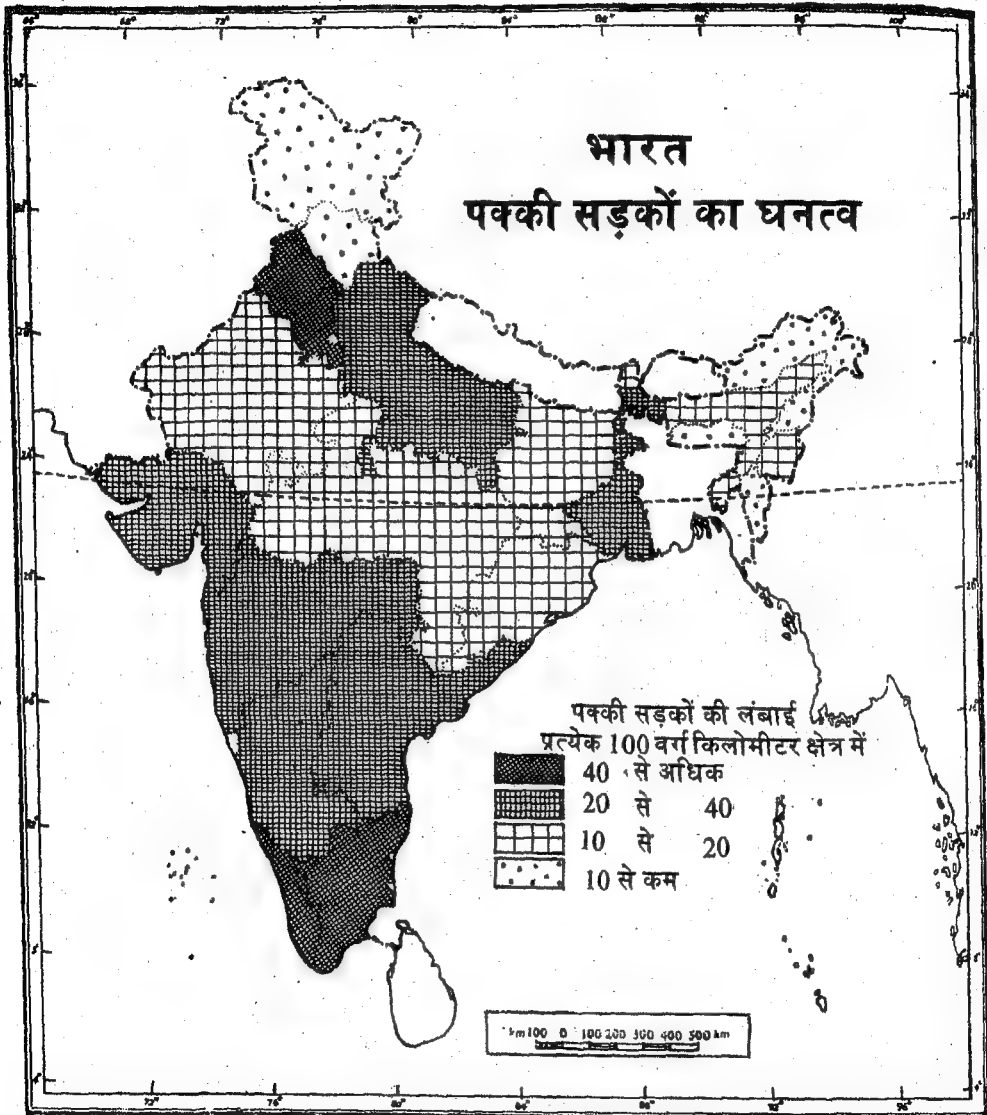 भारत
पक्की सड़कों का घनत्व
पक्की सड़कों की लंबाई
प्रत्येक 100 वर्ग किलोमीटर क्षेत्र में
40 से अधिक
20 से 40
10 से 20
10 से कम
km 100 0 100 200 300 400 500 km